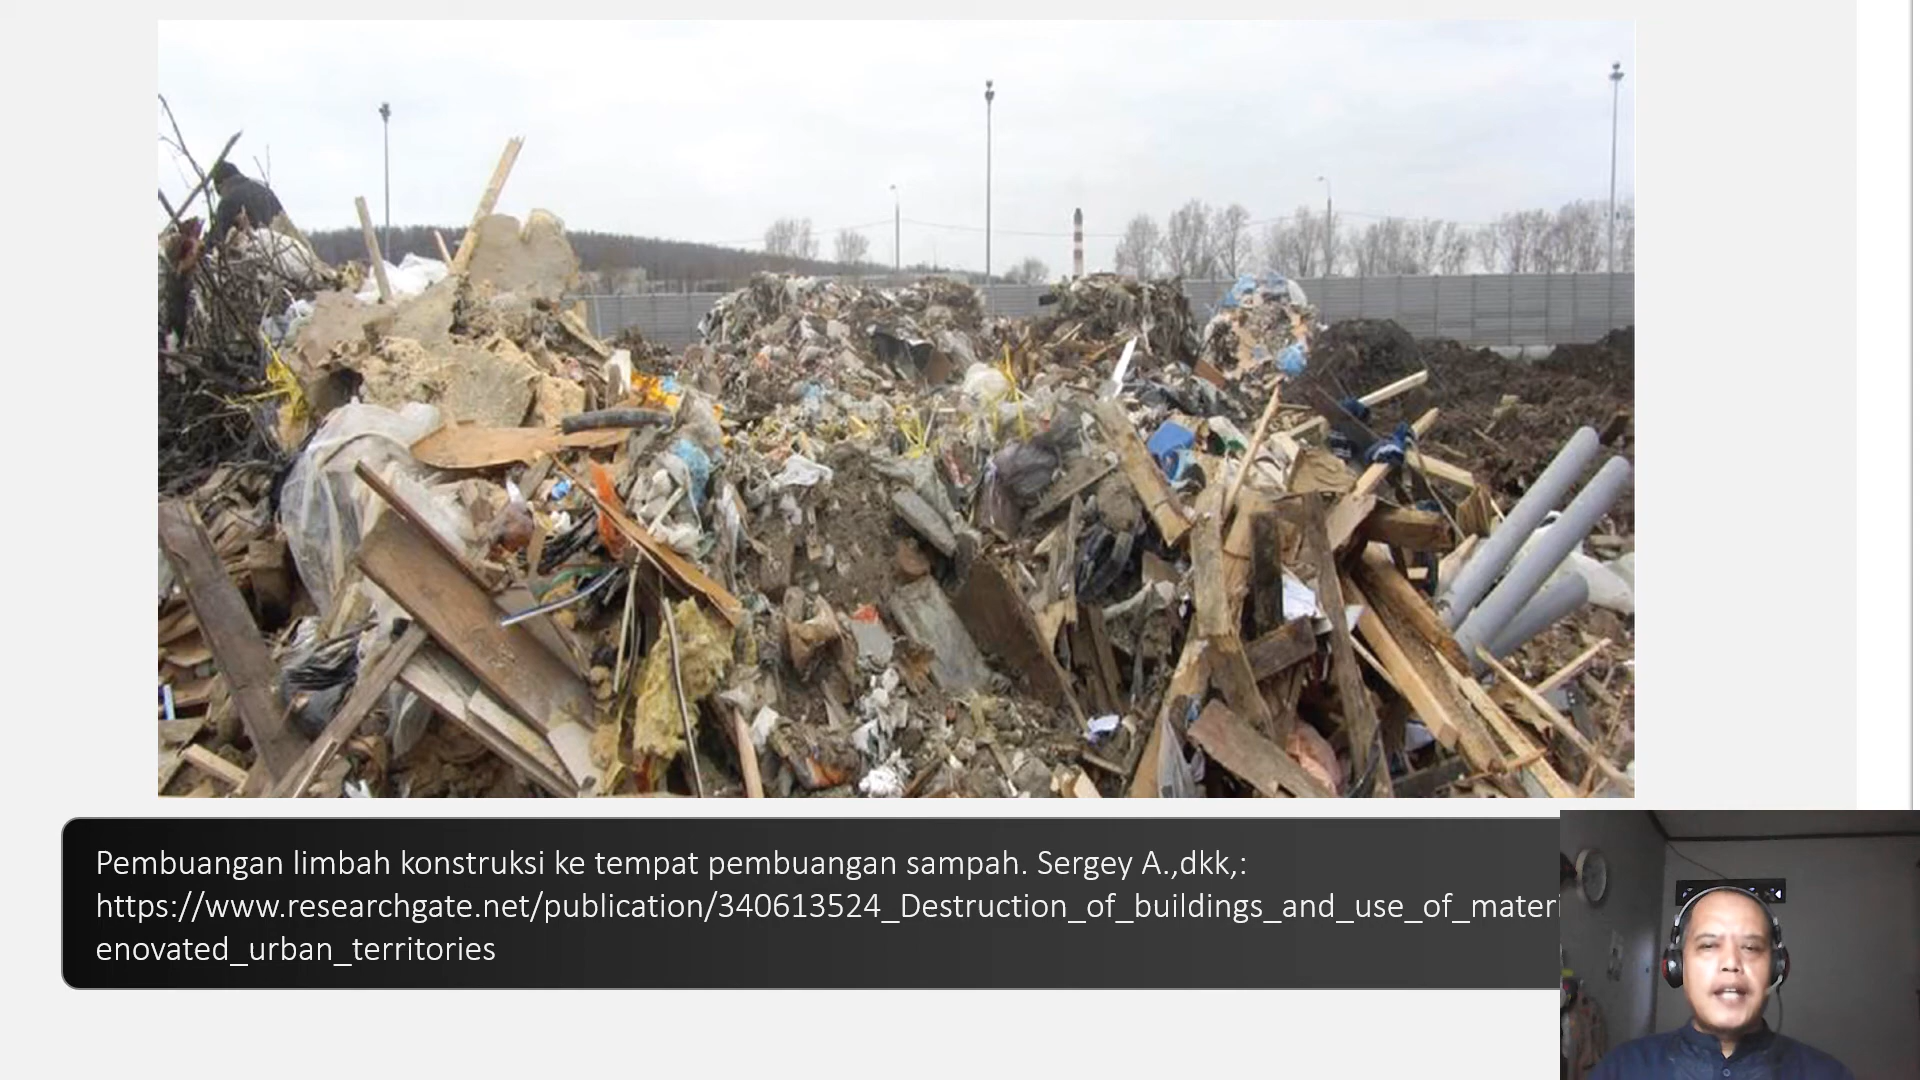 Pembuangan limbah konstruksi ke tempat pembuangan sampah. Sergey A.,dkk,:
https://www.researchgate.net/publication/340613524_Destruction_of_buildings_and_use_of_materi
enovated_urban_territories